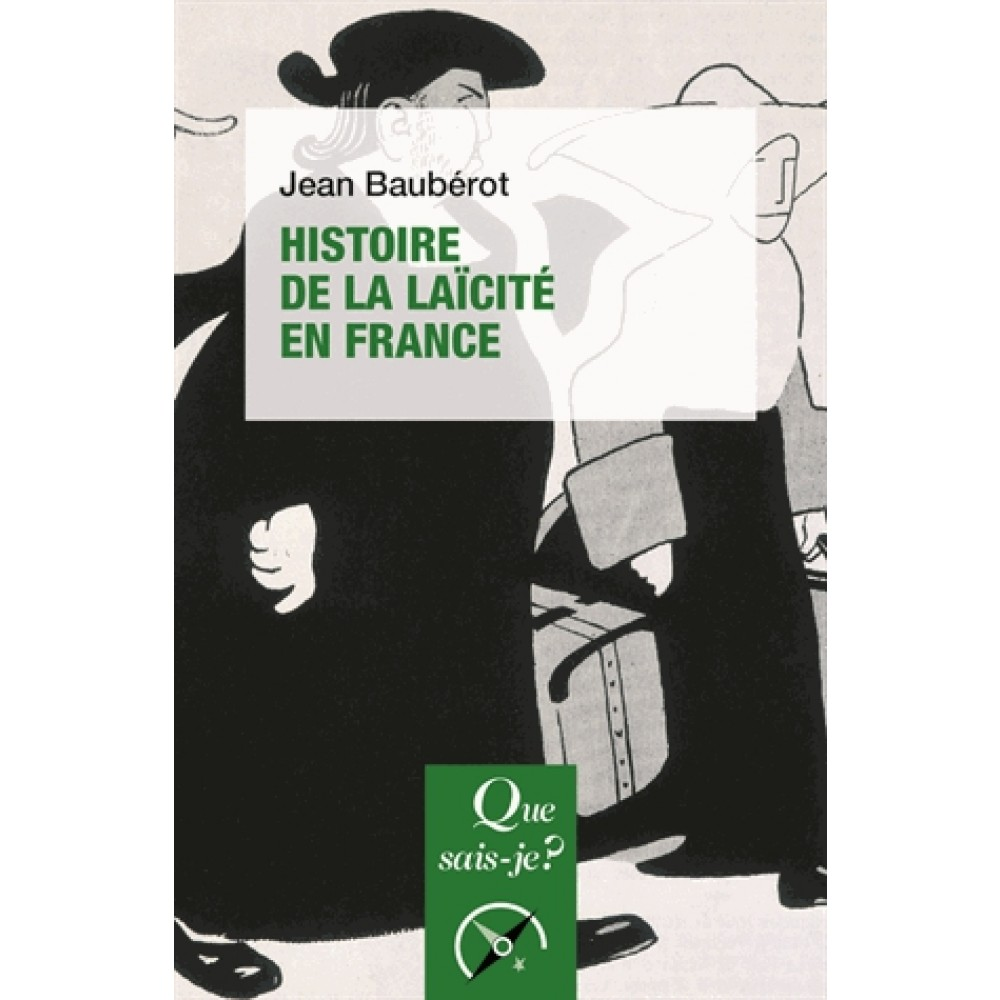 Jean Baubérot
HISTOIRE
DE LA LAÏCITÉ
EN FRANCE
Que
sais-je?